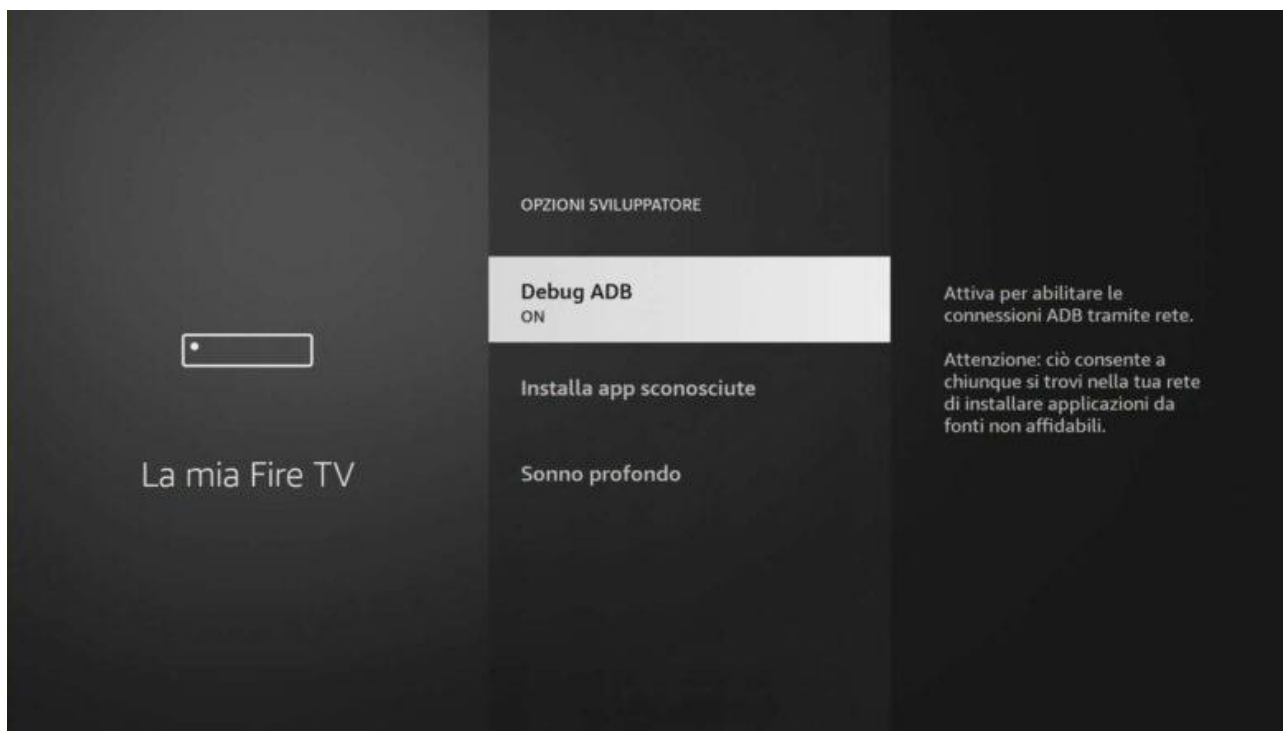 La mia Fire TV
OPZIONI SVILUPPATORE
Debug ADB
ON
Installa app sconosciute
Sonno profondo
Attiva per abilitare le
connessioni ADB tramite rete.
Attenzione: ciò consente a
chiunque si trovi nella tua rete
di installare applicazioni da
fonti non affidabili.